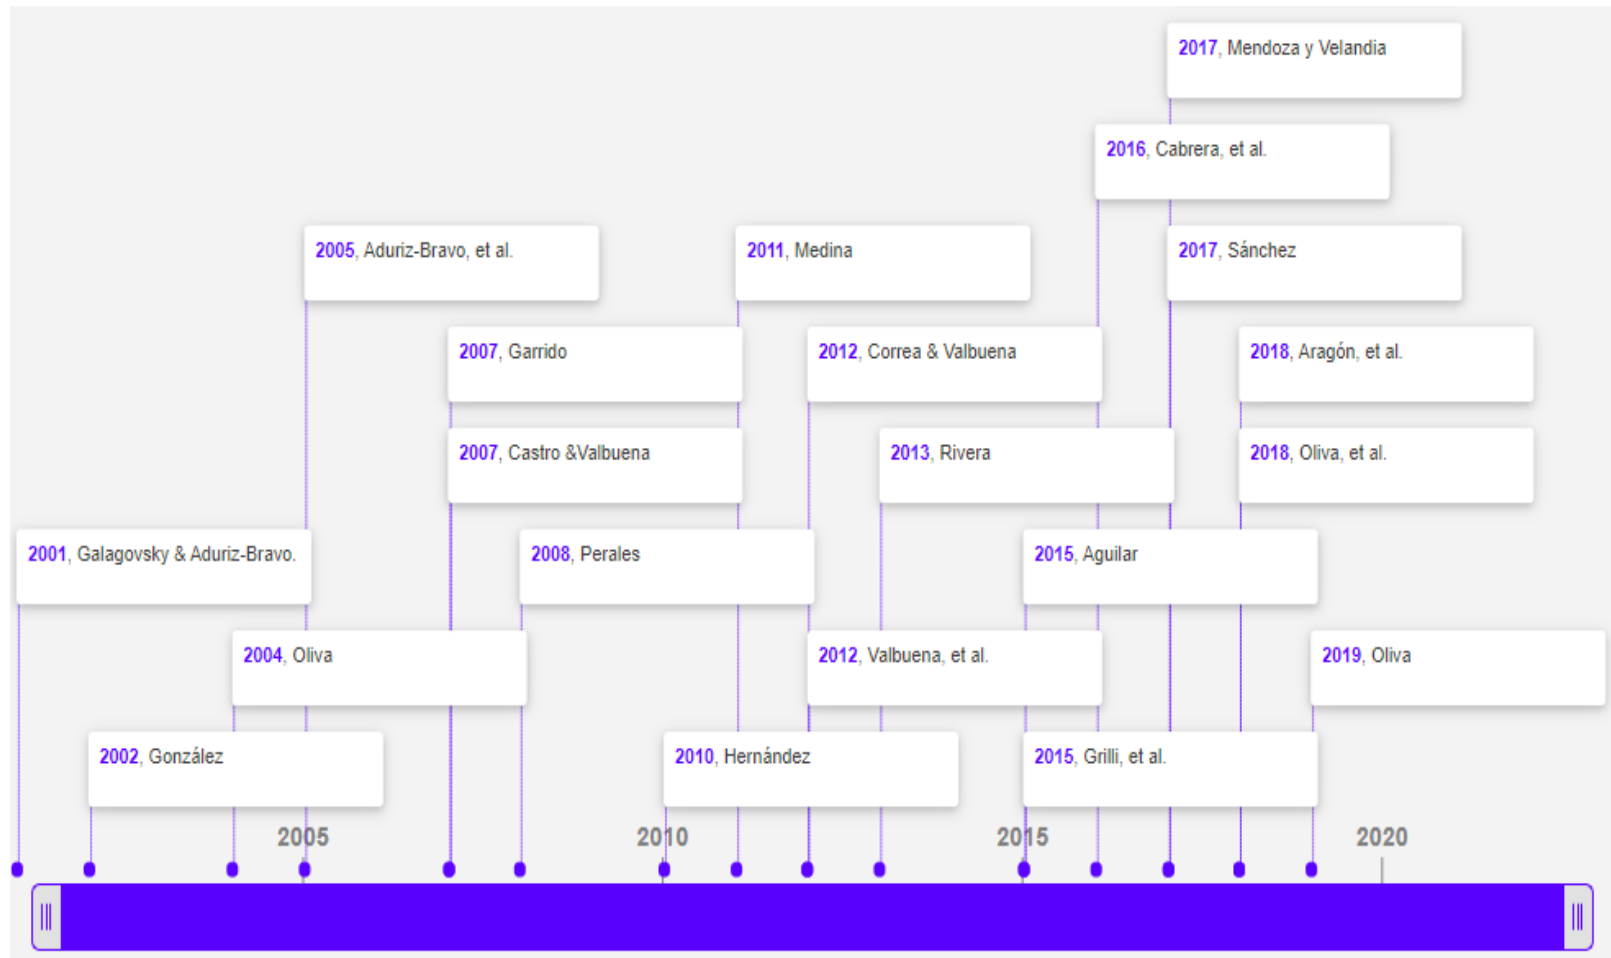 2017, Mendoza y Velandia
2016, Cabrera, et al.
2005, Aduriz-Bravo, et al.
2011, Medina
2017, Sánchez
2007, Garrido
2012, Correa & Valbuena
2018, Aragón, et al.
2007, Castro &Valbuena
2013, Rivera
2018, Oliva, et al.
2001, Galagovsky & Aduriz-Bravo.
2008, Perales
2015, Aguilar
2004, Oliva
2012, Valbuena, et al.
2019, Oliva
2002, González
2010, Hernández
2015, Grilli, et al.
2005
2010
2015
2020